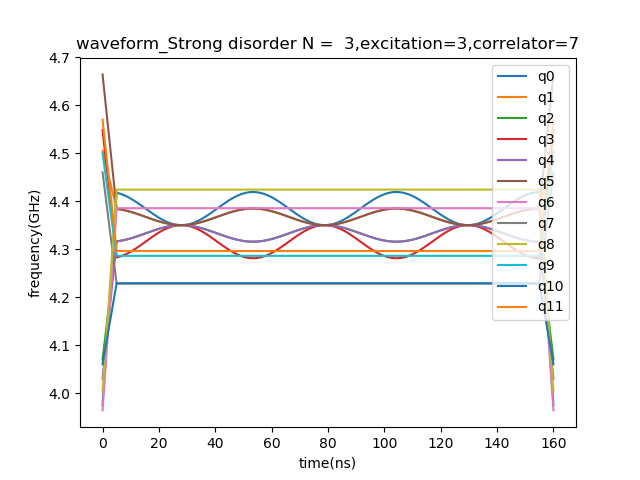 waveform_Strong disorder N =  3,excitation=3,correlator=7
frequency(GHz)
4.7
4.6
4.5
4.4
4.3
4.2
4.1
4.0
q0
q1
q2
q3
q4
q5
q6
q7
q8
q9
q10
q11
0
20
40
60
80
100
120
140
160
time(ns)